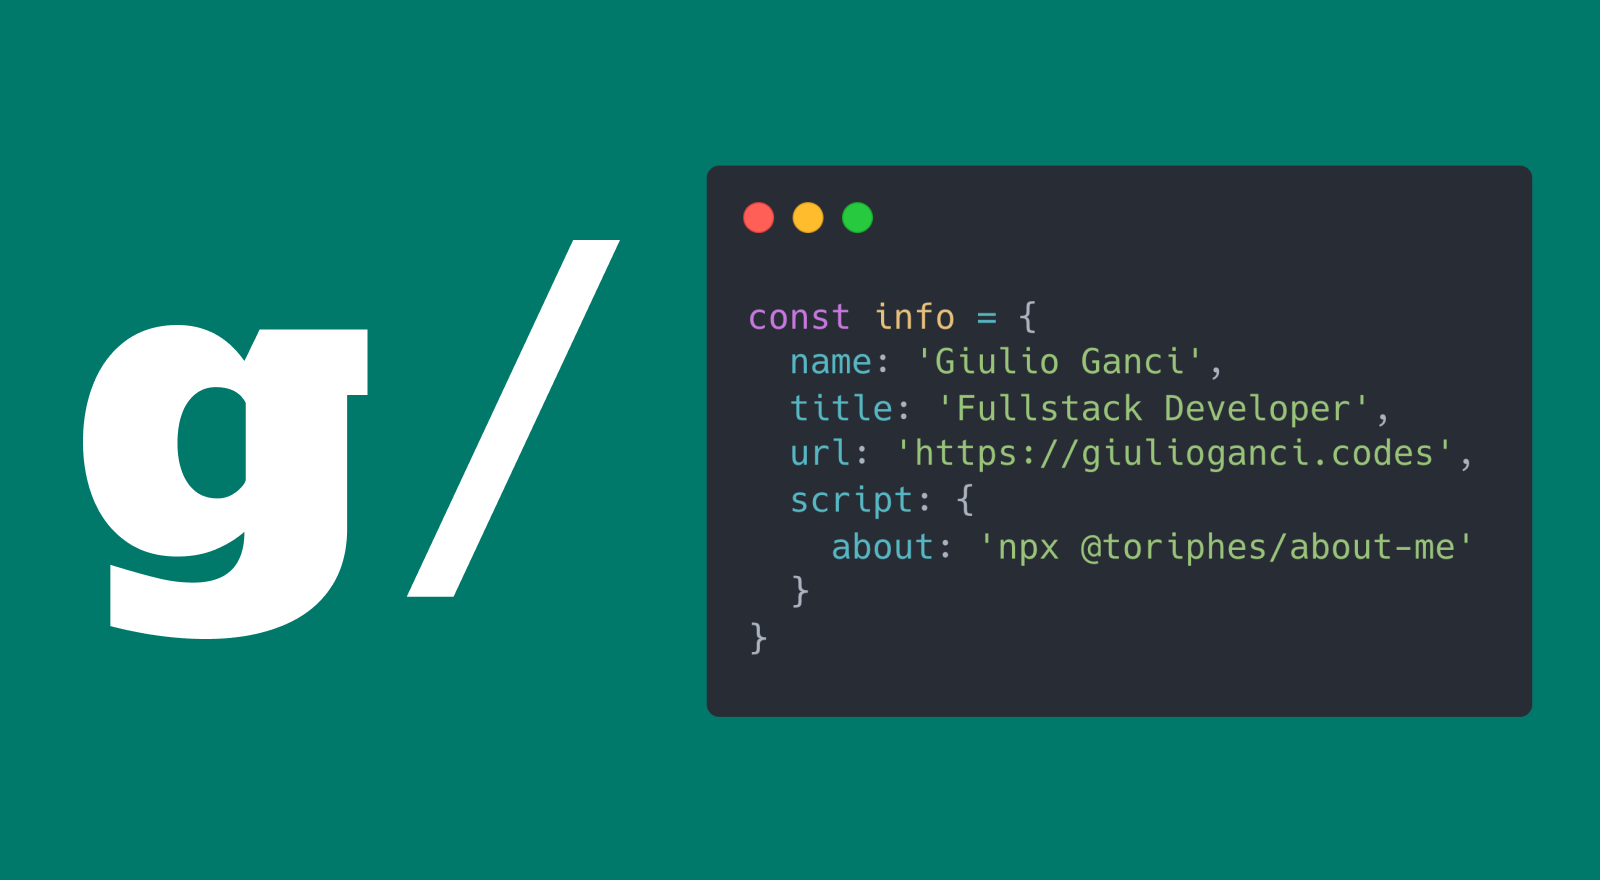 g/
const info = {
  name: 'Giulio Ganci',
  title: 'Fullstack Developer',
  url: 'https://giulioganci.codes',
  script: {
    about: 'npx @toriphes/about-me'
  }
}